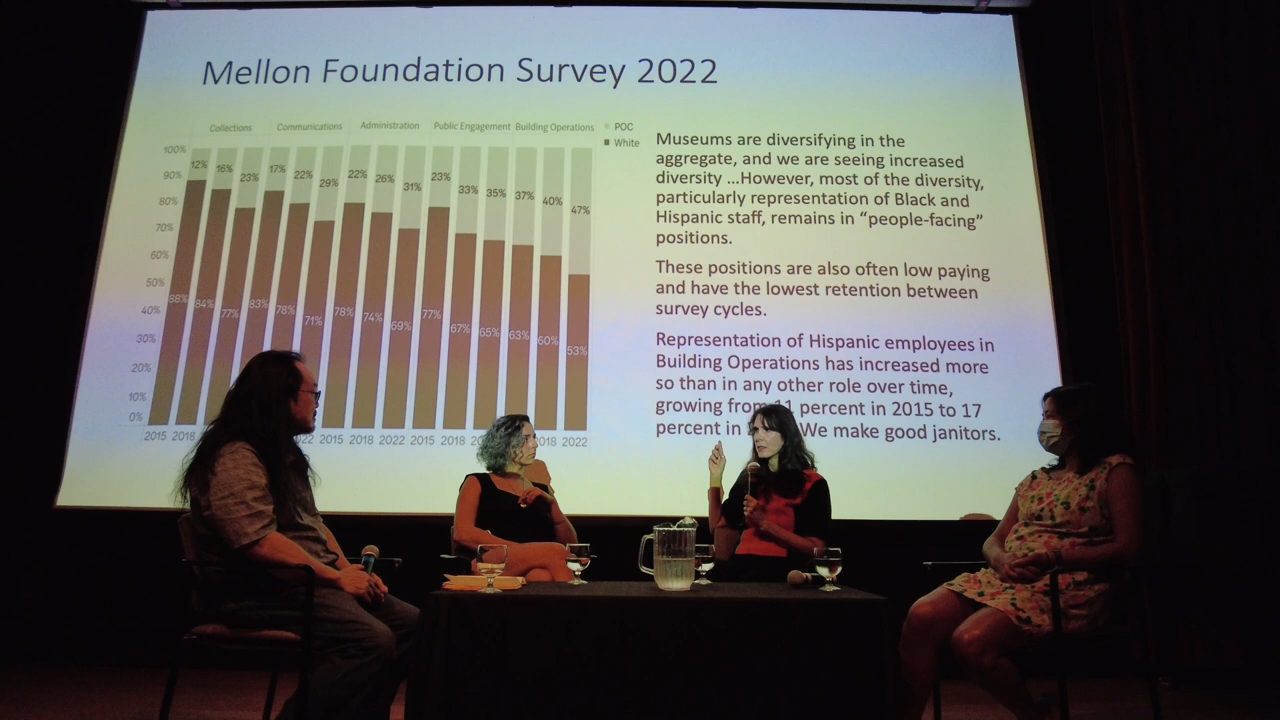 Mellon Foundation Survey 2022
Collections Communications Administration Public Engagement Building Operations
POC
White
100%
90%
80%
70%
60%
50%
40%
30%
20%
10%
0%
12% 16% 23% 17% 22% 29% 22% 26% 31% 23% 33% 35% 37% 40% 47%
88% 84% 77% 83% 78% 71% 78% 74% 69% 77% 67% 65% 63% 60% 53%
2015 2018 22 2015 2018 2022 2015 2018 2015 2018 2022
Museums are diversifying in the
aggregate, and we are seeing increased
diversity …However, most of the diversity,
particularly representation of Black and
Hispanic staff, remains in “people-facing”
positions.
These positions are also often low paying
and have the lowest retention between
survey cycles.
Representation of Hispanic employees in
Building Operations has increased more
so than in any other role over time,
growing from 11 percent in 2015 to 17
percent in We make good janitors.